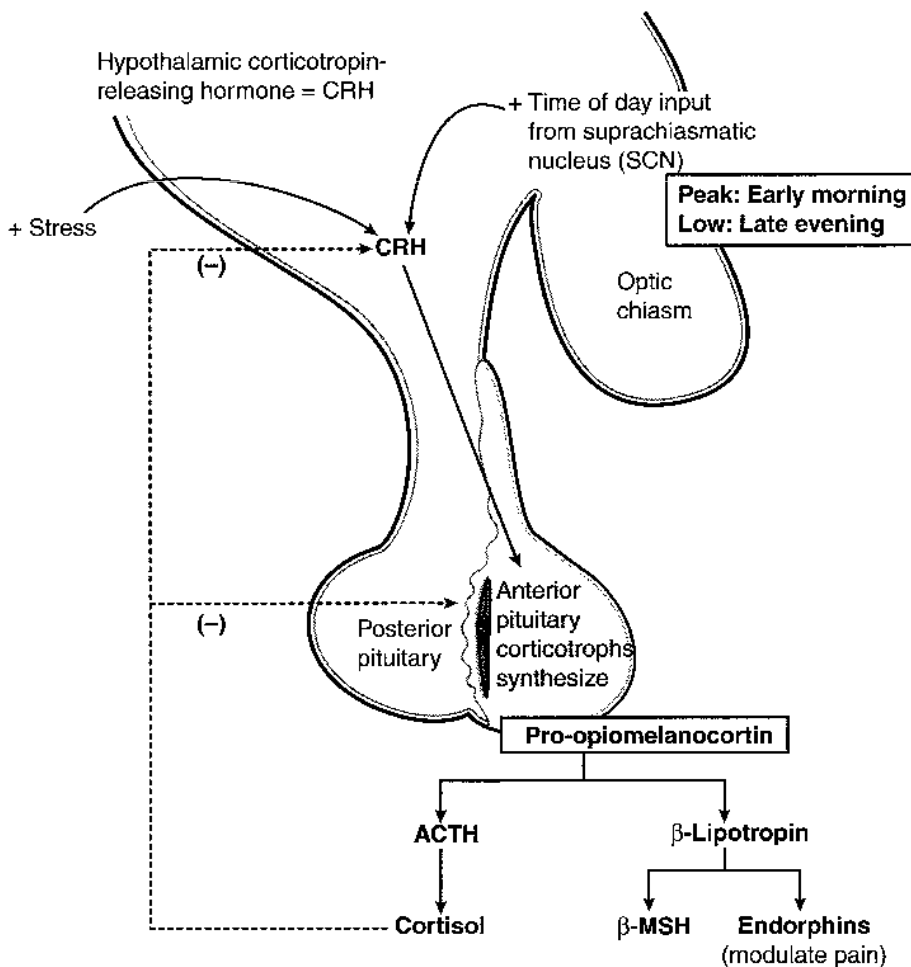 Hypothalamic corticotropin-
releasing hormone = CRH
+ Time of day input
from suprachiasmatic
nucleus (SCN)
Peak: Early morning
Low: Late evening
+ Stress
CRH
(–)
Optic
chiasm
Anterior
pituitary
corticotrophs
synthesize
(–)
Posterior
pituitary
Pro-opiomelanocortin
ACTH
β-Lipotropin
Cortisol
β-MSH
Endorphins
(modulate pain)